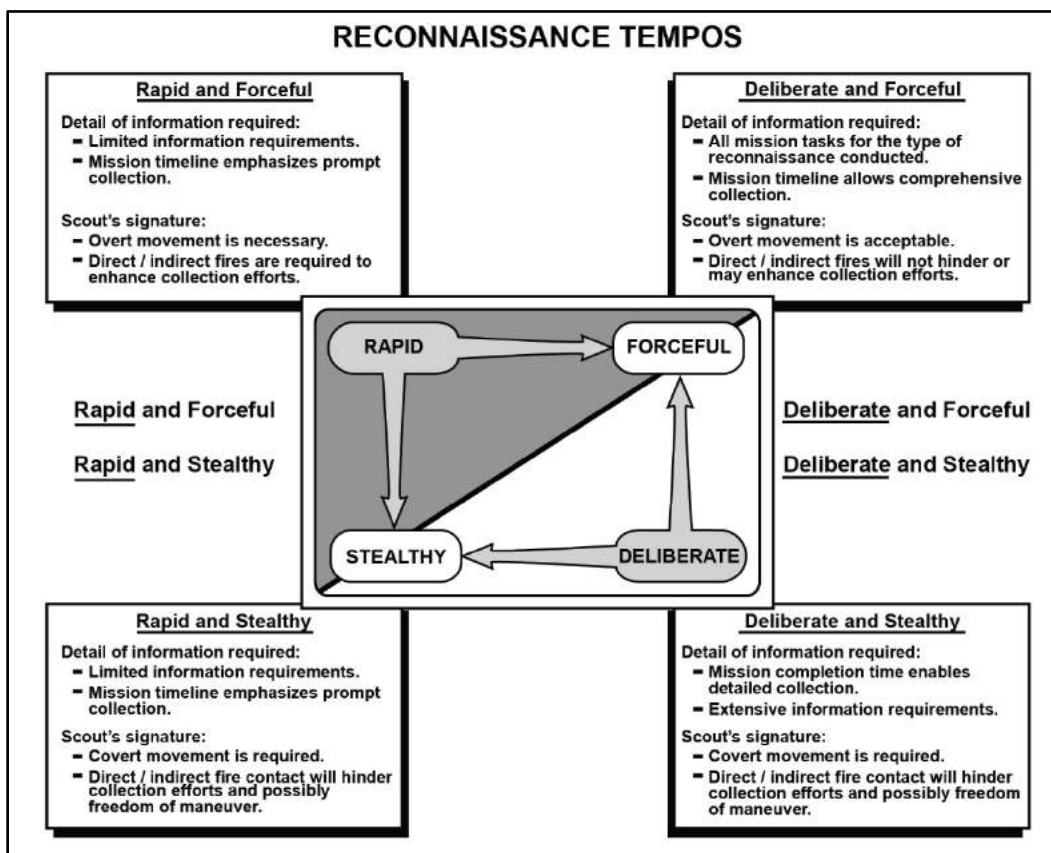 RECONNAISSANCE TEMPOS
Rapid and Forceful
Detail of information required:
– Limited information requirements.
– Mission timeline emphasizes prompt
collection.
Scout's signature:
– Overt movement is necessary.
– Direct / indirect fires are required to
enhance collection efforts.
Deliberate and Forceful
Detail of information required:
– All mission tasks for the type of
reconnaissance conducted.
– Mission timeline allows comprehensive
collection.
Scout's signature:
– Overt movement is acceptable.
– Direct / indirect fires will not hinder or
may enhance collection efforts.
RAPID
FORCEFUL
STEALTHY
DELIBERATE
Rapid and Forceful
Rapid and Stealthy
Deliberate and Forceful
Deliberate and Stealthy
Rapid and Stealthy
Detail of information required:
– Limited information requirements.
– Mission timeline emphasizes prompt
collection.
Scout's signature:
– Covert movement is required.
– Direct / indirect fire contact will hinder
collection efforts and possibly freedom
of maneuver.
Deliberate and Stealthy
Detail of information required:
– Mission completion time enables
detailed collection.
– Extensive information requirements.
Scout's signature:
– Covert movement is required.
– Direct / indirect fire contact will hinder
collection efforts and possibly freedom
of maneuver.